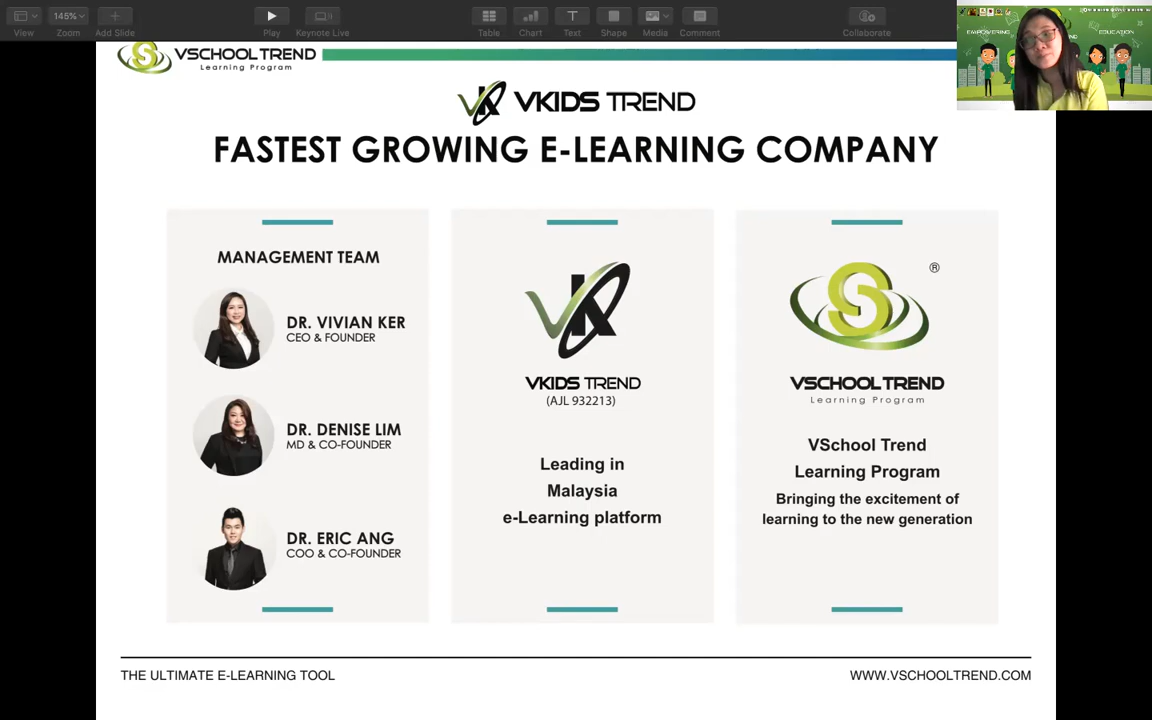 145%
View
Zoom
Add Slide
Play
Keynote Live
Table
Chart
Text
Shape
Media
Comment
Collaborate
EMPOWERING
EDUCATION
VSCHOOL TREND
Learning Program
VKIDS TREND
FASTEST GROWING E-LEARNING COMPANY
MANAGEMENT TEAM
DR. VIVIAN KER
CEO & FOUNDER
DR. DENISE LIM
MD & CO-FOUNDER
DR. ERIC ANG
COO & CO-FOUNDER
VK
VKIDS TREND
(AJL 932213)
Leading in
Malaysia
e-Learning platform
S ®
VSCHOOL TREND
Learning Program
VSchool Trend
Learning Program
Bringing the excitement of
learning to the new generation
THE ULTIMATE E-LEARNING TOOL
WWW.VSCHOOLTREND.COM